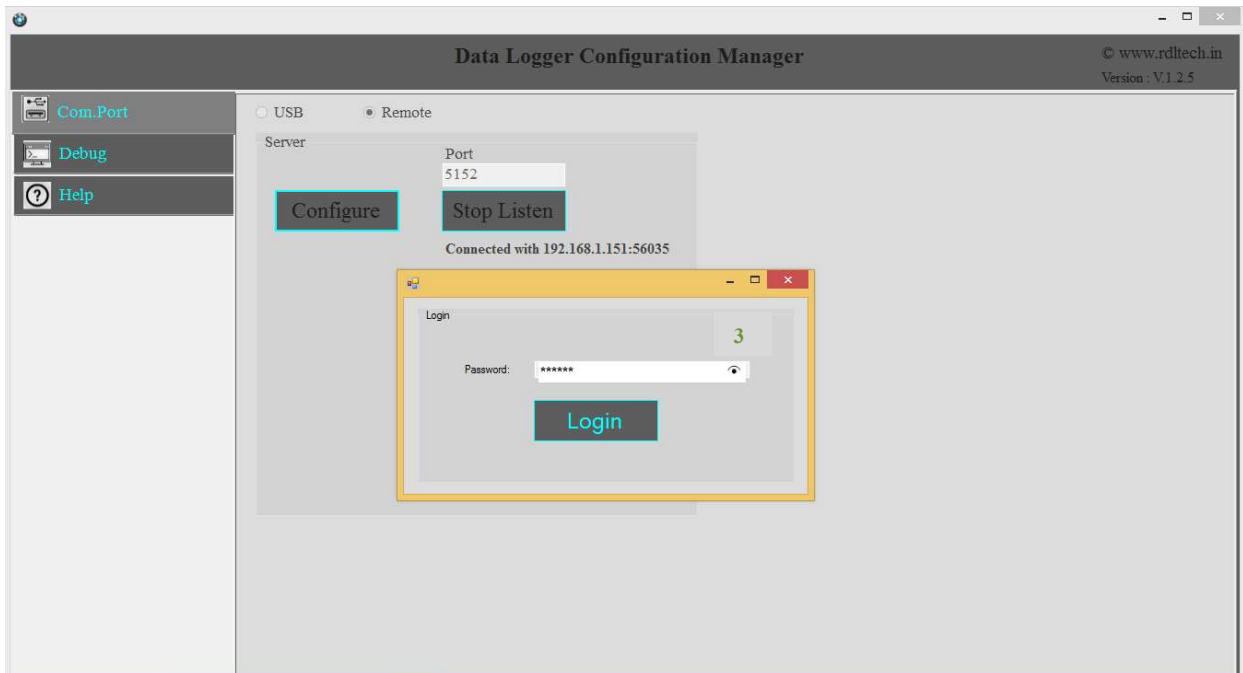 Data Logger Configuration Manager
© www.rdltech.in
Version : V.1.2.5
Com.Port
Debug
Help
USB
Remote
Server
Port
5152
Configure
Stop Listen
Connected with 192.168.1.151:56035
Login
3
Password:
******
Login